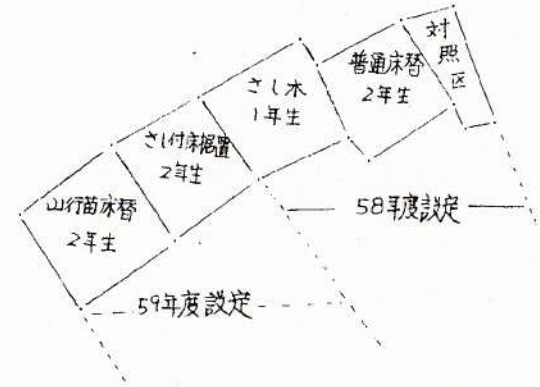 対
照
区
普通床替
2年生
さし木
1年生
さし付床据置
2年生
山行苗床替
2年生
58年度設定
59年度設定